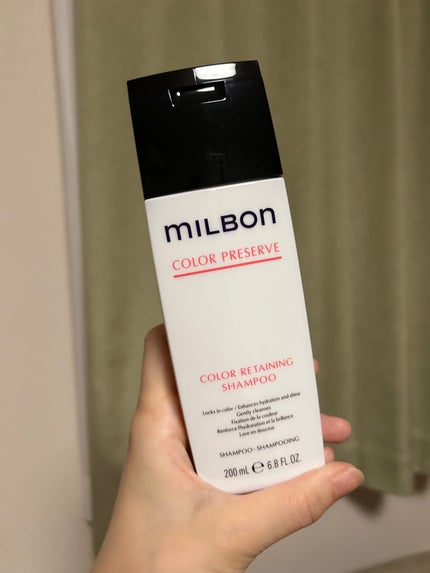 mILBON
COLOR PRESERVE
COLOR RETAINING
SHAMPOO
Locks in color / Enhances hydration and shine
Gently cleanses
Fixation de la couleur
Renforce l'hydratation et la brillance
Lave en douceur
SHAMPOO · SHAMPOOING
200 mL ℮ 6.8 FL.OZ.